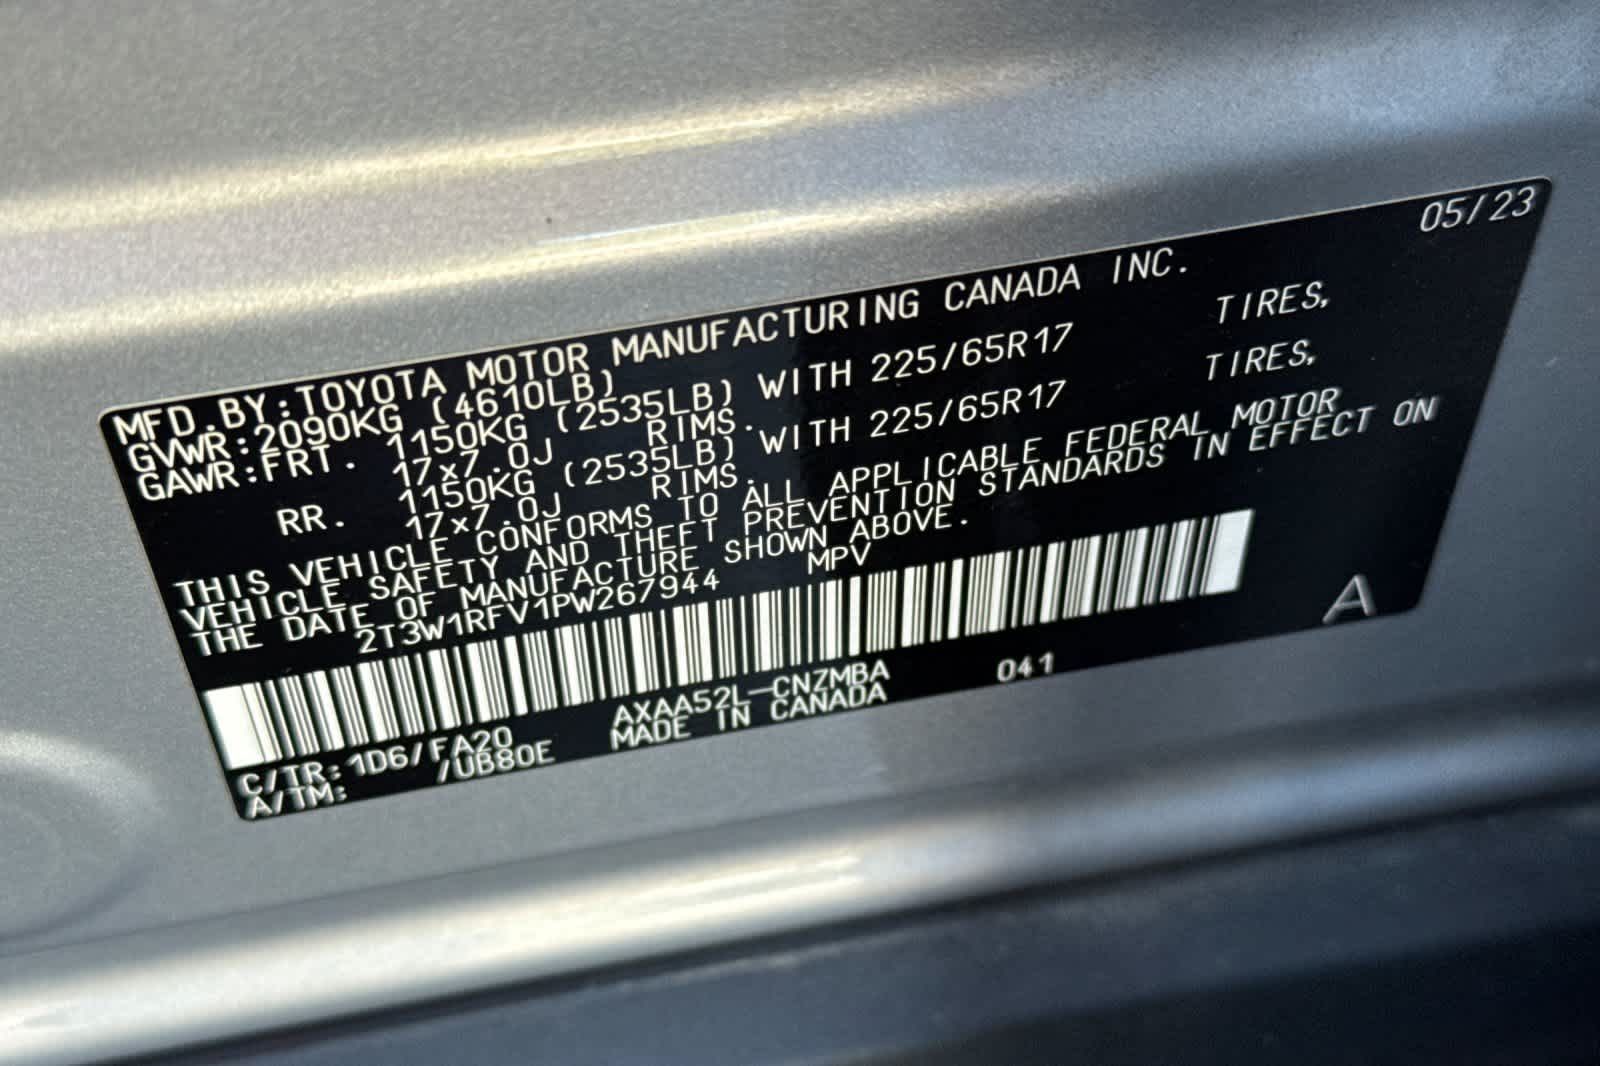 05/23
MFD.BY:TOYOTA MOTOR MANUFACTURING CANADA INC.
GVWR:2090KG (4610LB)
GAWR:FRT. 1150KG (2535LB) WITH 225/65R17 TIRES,
17x7.0J RIMS.
RR. 1150KG (2535LB) WITH 225/65R17 TIRES,
17x7.0J RIMS.
THIS VEHICLE CONFORMS TO ALL APPLICABLE FEDERAL MOTOR
VEHICLE SAFETY AND THEFT PREVENTION STANDARDS IN EFFECT ON
THE DATE OF MANUFACTURE SHOWN ABOVE.
2T3W1RFV1PW267944 MPV
A
C/TR:1D6/FA20 AXAA52L-CNZMBA 041
A/TM: /UB80E MADE IN CANADA